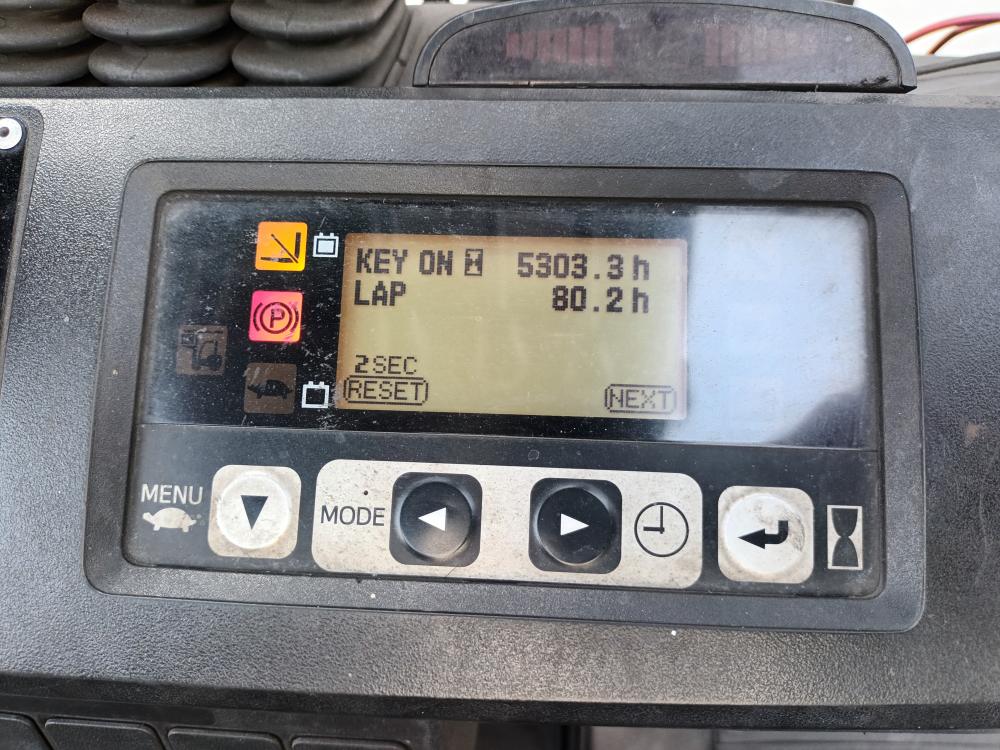 KEY ON 5303.3 h
LAP 80.2 h
P
2SEC
RESET NEXT
MENU
MODE